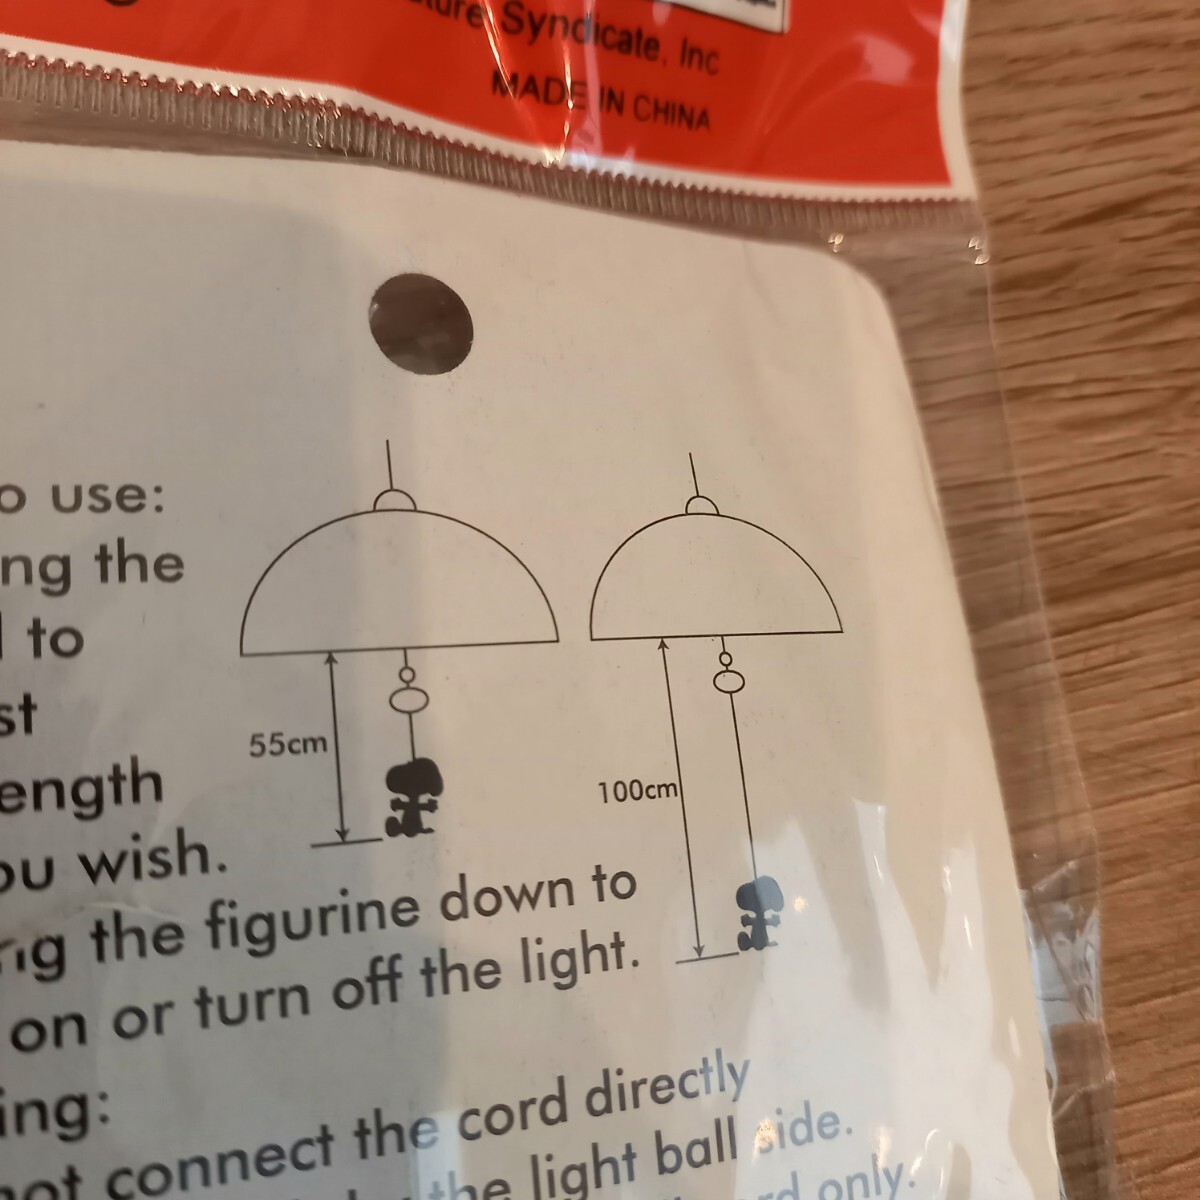 Syndicate, Inc
MADE IN CHINA
o use:
ng the
to
st
ength
ou wish.
55cm
100cm
the figurine down to
on or turn off the light.
ing:
not connect the cord directly
the light ball side.
only.